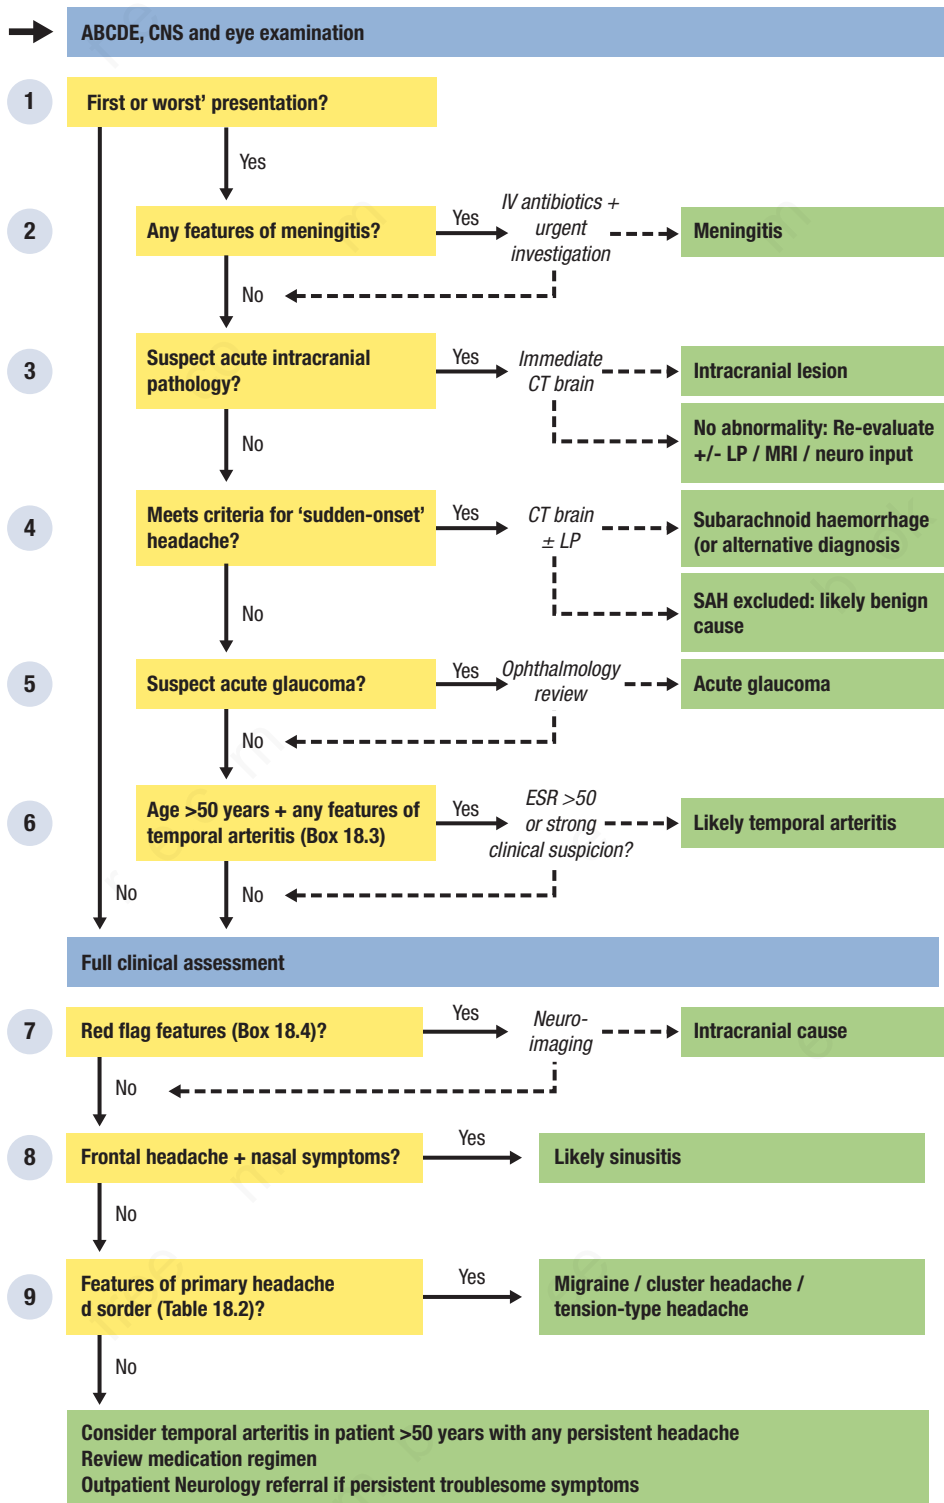 ABCDE, CNS and eye examination
1
First or worst’ presentation?
Yes
2
Any features of meningitis?
Yes
IV antibiotics +
urgent
investigation
Meningitis
No
3
Suspect acute intracranial
pathology?
Yes
Immediate
CT brain
Intracranial lesion
No abnormality: Re-evaluate
+/- LP / MRI / neuro input
No
4
Meets criteria for ‘sudden-onset’
headache?
Yes
CT brain
± LP
Subarachnoid haemorrhage
(or alternative diagnosis
SAH excluded: likely benign
cause
No
5
Suspect acute glaucoma?
Yes
Ophthalmology
review
Acute glaucoma
No
6
Age >50 years + any features of
temporal arteritis (Box 18.3)
Yes
ESR >50
or strong
clinical suspicion?
Likely temporal arteritis
No
No
Full clinical assessment
7
Red flag features (Box 18.4)?
Yes
Neuro-
imaging
Intracranial cause
No
8
Frontal headache + nasal symptoms?
Yes
Likely sinusitis
No
9
Features of primary headache
d sorder (Table 18.2)?
Yes
Migraine / cluster headache /
tension-type headache
No
Consider temporal arteritis in patient >50 years with any persistent headache
Review medication regimen
Outpatient Neurology referral if persistent troublesome symptoms